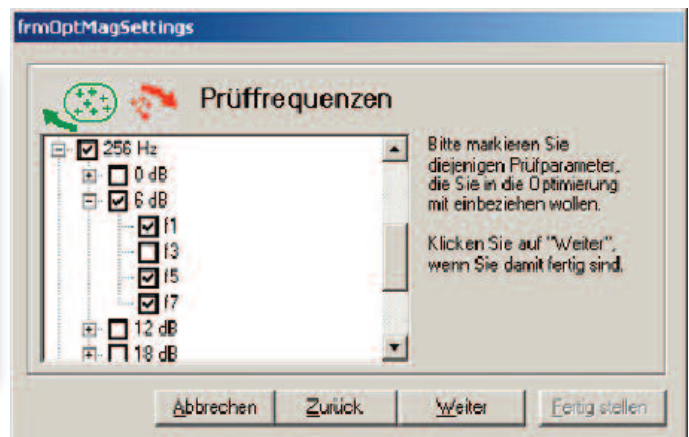 frmOptMagSettings
Prüffrequenzen
256 Hz
0 dB
6 dB
f1
f3
f5
f7
12 dB
18 dB
Bitte markieren Sie
diejenigen Prüfparameter,
die Sie in die Optimierung
mit einbeziehen wollen.
Klicken Sie auf "Weiter",
wenn Sie damit fertig sind.
Abbrechen
Zurück
Weiter
Fertig stellen